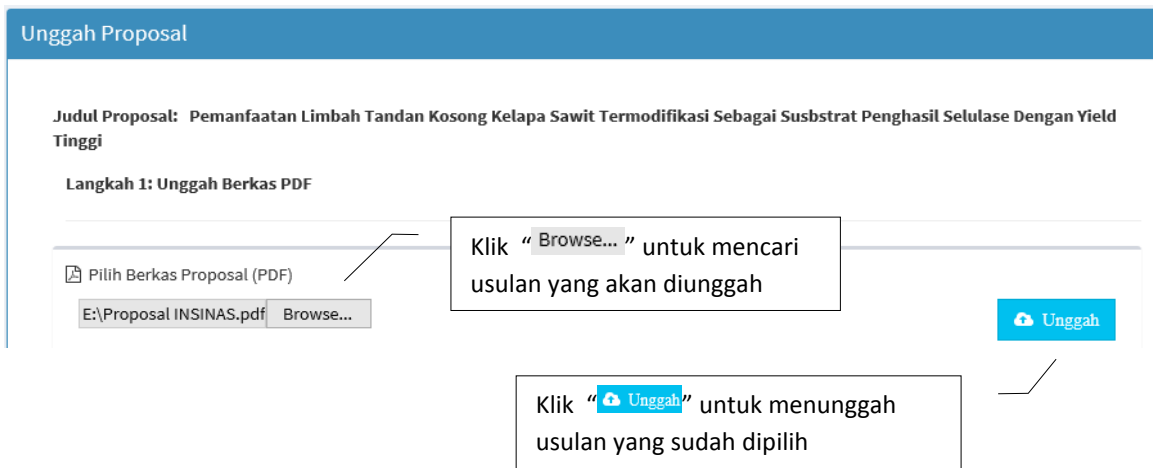 Unggah Proposal
Judul Proposal: Pemanfaatan Limbah Tandan Kosong Kelapa Sawit Termodifikasi Sebagai Susbstrat Penghasil Selulase Dengan Yield
Tinggi
Langkah 1: Unggah Berkas PDF
Klik “Browse...” untuk mencari
usulan yang akan diunggah
Pilih Berkas Proposal (PDF)
E:\Proposal INSINAS.pdf Browse...
Unggah
Klik “Unggah” untuk menunggah
usulan yang sudah dipilih